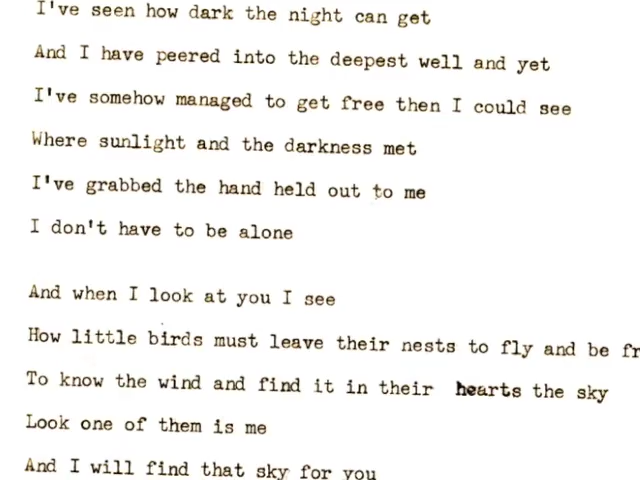 I've seen how dark the night can get
And I have peered into the deepest well and yet
I've somehow managed to get free then I could see
Where sunlight and the darkness met
I've grabbed the hand held out to me
I don't have to be alone
And when I look at you I see
How little birds must leave their nests to fly and be fr
To know the wind and find it in their hearts the sky
Look one of them is me
And I will find that sky for you